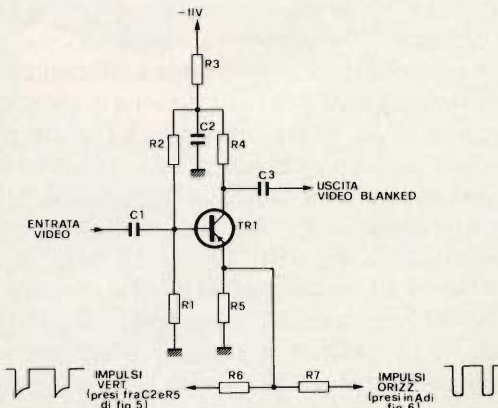 -11V
R3
R2
C2
R4
C3
USCITA
VIDEO BLANKED
ENTRATA
VIDEO
C1
TR1
R1
R5
IMPULSI
VERT.
(presi fra C2 e R5
di fig. 5)
R6
R7
IMPULSI
ORIZZ.
(presi in A di
fig. 6)